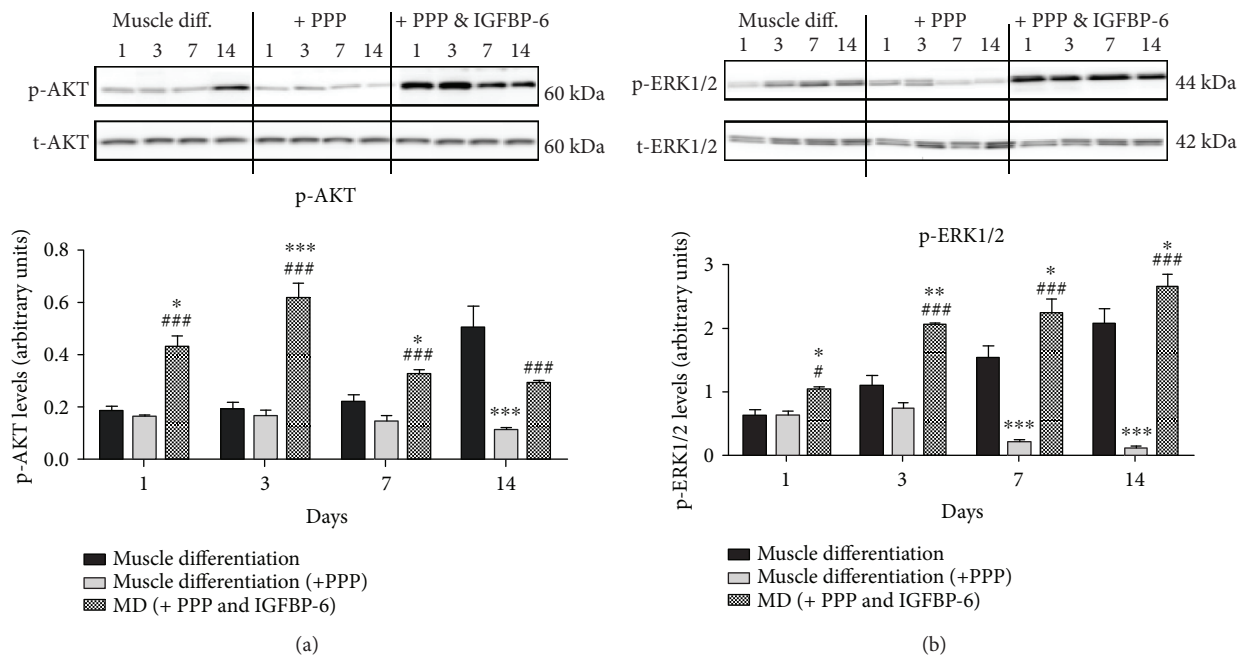 Muscle diff. + PPP + PPP & IGFBP-6
1 3 7 14 1 3 7 14 1 3 7 14
p-AKT 60 kDa
t-AKT 60 kDa
p-AKT
p-AKT levels (arbitrary units)
0.8
0.6
0.4
0.2
0.0
*
###
***
###
*
###
***
###
1 3 7 14
Days
Muscle differentiation
Muscle differentiation (+PPP)
MD (+ PPP and IGFBP-6)
(a)
Muscle diff. + PPP + PPP & IGFBP-6
1 3 7 14 1 3 7 14 1 3 7 14
p-ERK1/2 44 kDa
t-ERK1/2 42 kDa
p-ERK1/2
p-ERK1/2 levels (arbitrary units)
3
2
1
0
*
#
**
###
***
*
###
***
*
###
1 3 7 14
Days
Muscle differentiation
Muscle differentiation (+PPP)
MD (+ PPP and IGFBP-6)
(b)